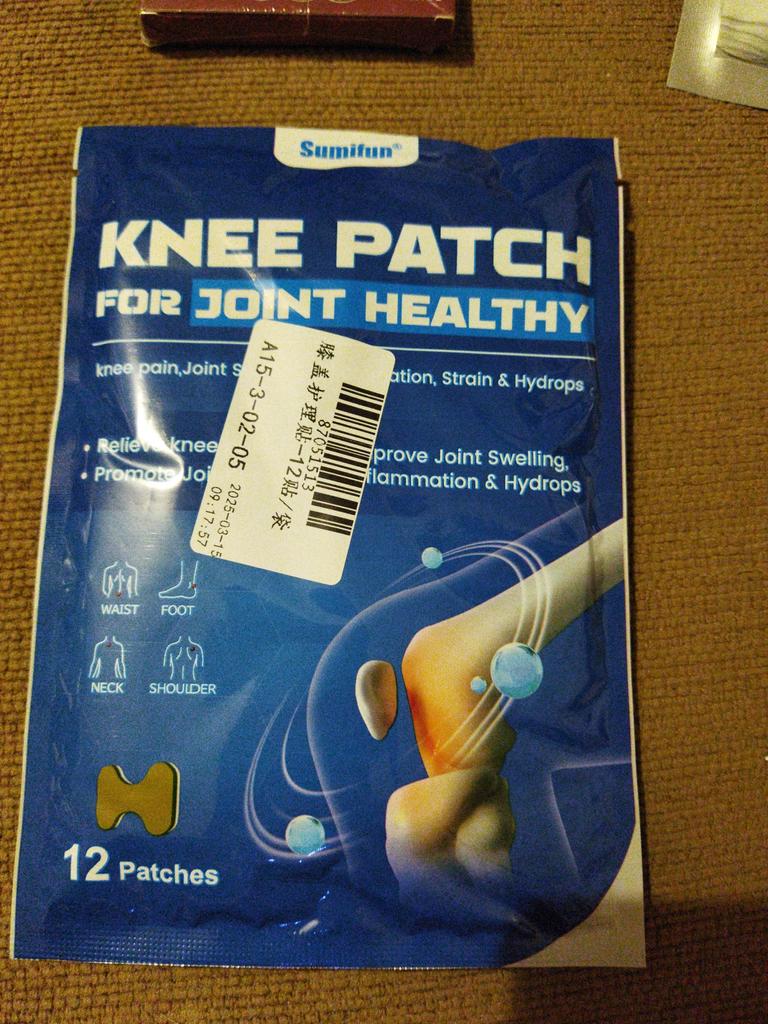 Sumifun®
KNEE PATCH
FOR JOINT HEALTHY
knee pain,Joint S
ation, Strain & Hydrops
• Relieve knee
prove Joint Swelling,
• Promote Joi
flammation & Hydrops
膝盖护理贴-12贴/袋
87051513
A15-3-02-05
2025-03-15
09:17:57
WAIST
FOOT
NECK
SHOULDER
12 Patches